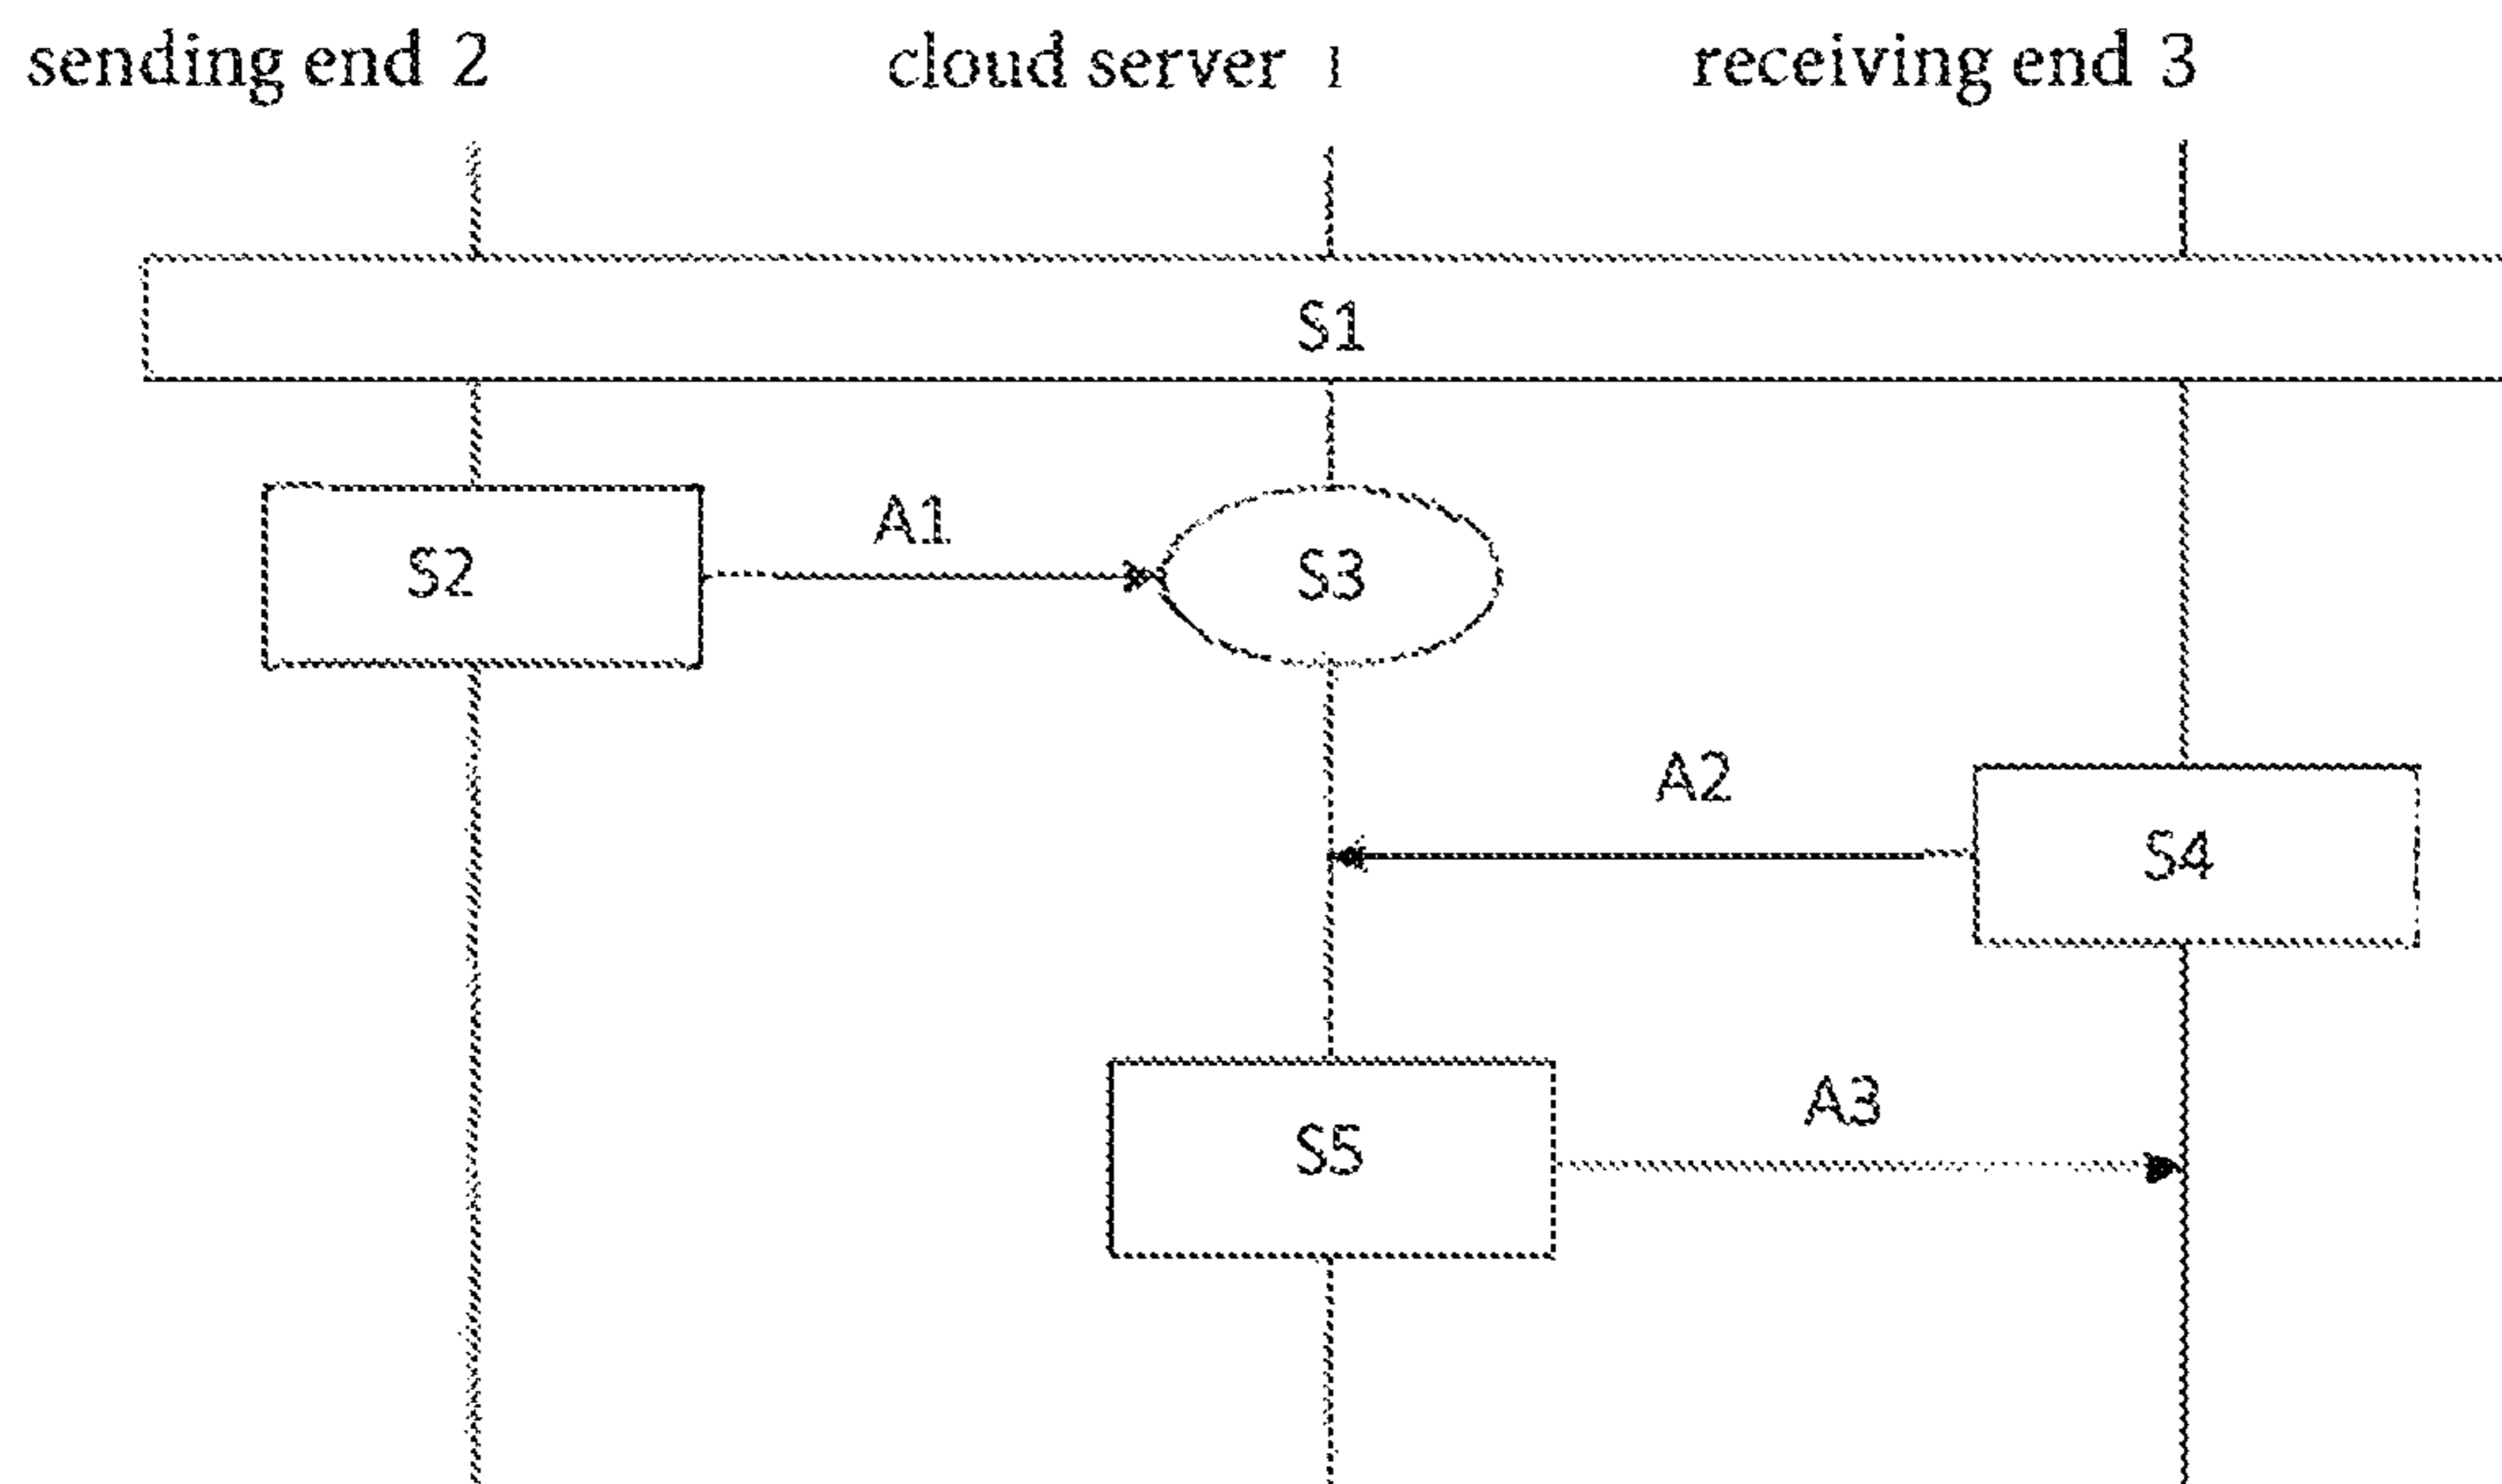 sending end 2 cloud server 1 receiving end 3
S1
S2 A1 S3
A2
S4
A3
S5